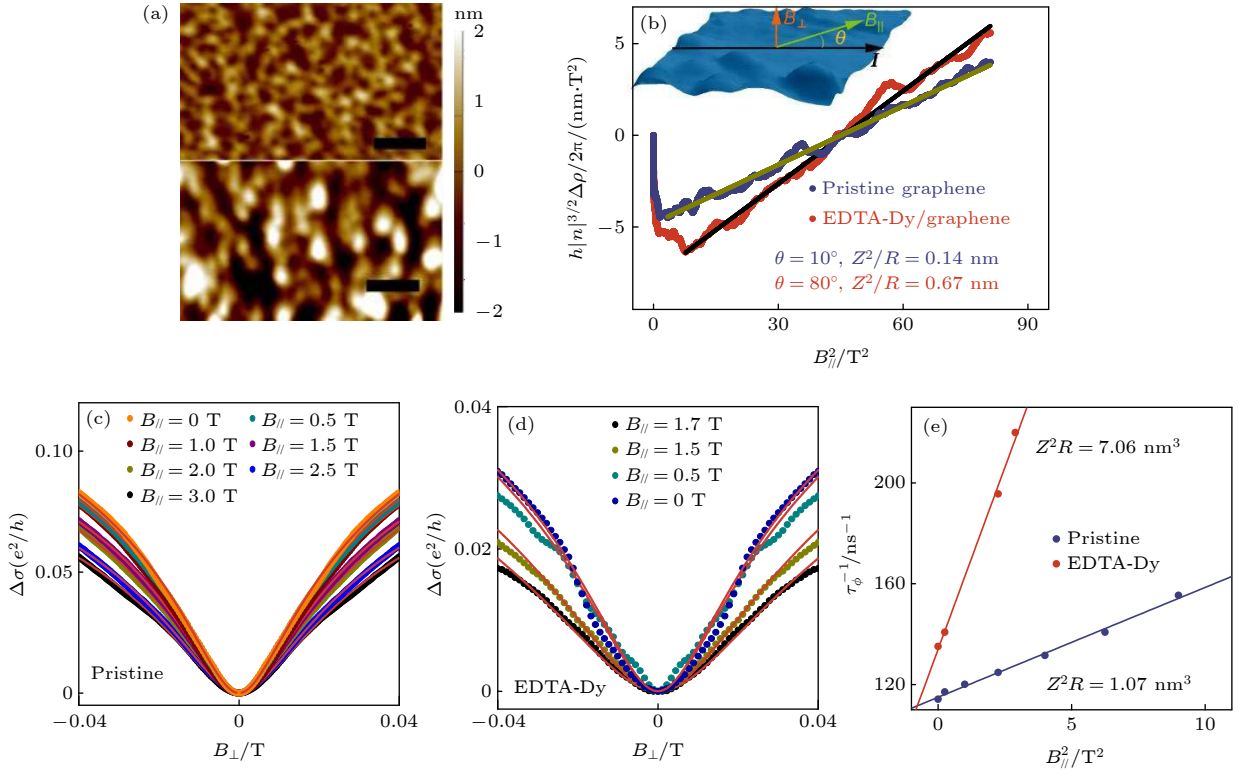 (a)
nm
2
1
0
−1
−2
(b)
B⊥
B∥
θ
I
h|n|^{3/2}Δρ/2π/(nm·T²)
5
0
−5
Pristine graphene
EDTA-Dy/graphene
θ = 10°, Z²/R = 0.14 nm
θ = 80°, Z²/R = 0.67 nm
0 30 60 90
B²∥/T²
(c)
B∥ = 0 T B∥ = 0.5 T
B∥ = 1.0 T B∥ = 1.5 T
B∥ = 2.0 T B∥ = 2.5 T
B∥ = 3.0 T
Δσ(e²/h)
0.10
0.05
0
Pristine
−0.04 0 0.04
B⊥/T
(d)
B∥ = 1.7 T
B∥ = 1.5 T
B∥ = 0.5 T
B∥ = 0 T
Δσ(e²/h)
0.04
0.02
0
EDTA-Dy
−0.04 0 0.04
B⊥/T
(e)
Z²R = 7.06 nm³
τ_ϕ^{−1}/ns^{−1}
200
160
120
Pristine
EDTA-Dy
Z²R = 1.07 nm³
0 5 10
B²∥/T²